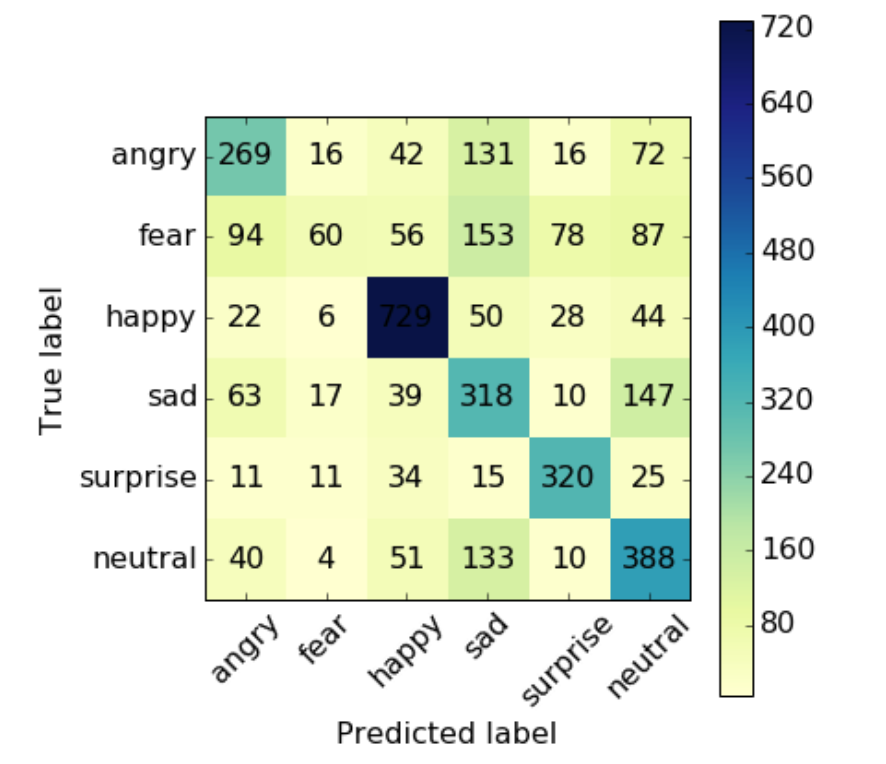 720
640
560
480
400
320
240
160
80
True label
angry 269 16 42 131 16 72
fear 94 60 56 153 78 87
happy 22 6 729 50 28 44
sad 63 17 39 318 10 147
surprise 11 11 34 15 320 25
neutral 40 4 51 133 10 388
angry fear happy sad surprise neutral
Predicted label